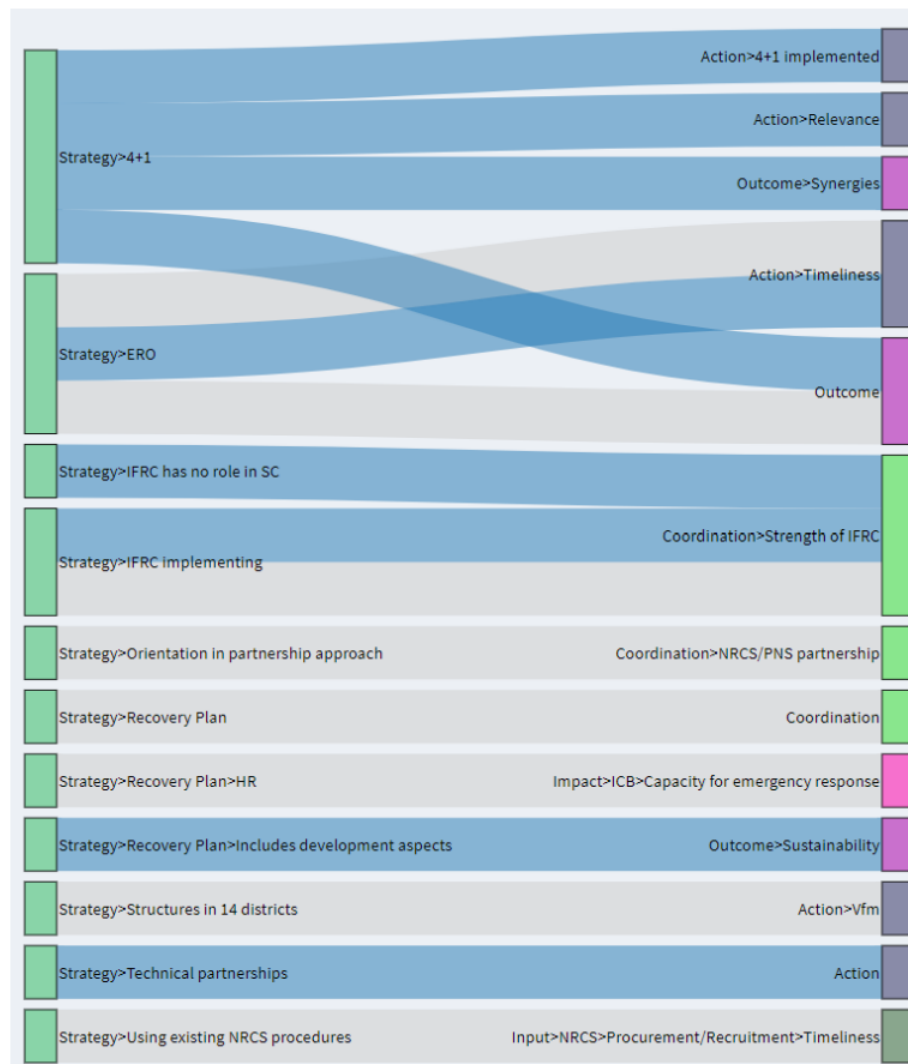 Action>4+1 implemented
Action>Relevance
Strategy>4+1
Outcome>Synergies
Action>Timeliness
Strategy>ERO
Outcome
Strategy>IFRC has no role in SC
Coordination>Strength of IFRC
Strategy>IFRC implementing
Strategy>Orientation in partnership approach
Coordination>NRCS/PNS partnership
Strategy>Recovery Plan
Coordination
Strategy>Recovery Plan>HR
Impact>ICB>Capacity for emergency response
Strategy>Recovery Plan>Includes development aspects
Outcome>Sustainability
Strategy>Structures in 14 districts
Action>Vfm
Strategy>Technical partnerships
Action
Strategy>Using existing NRCS procedures
Input>NRCS>Procurement/Recruitment>Timeliness